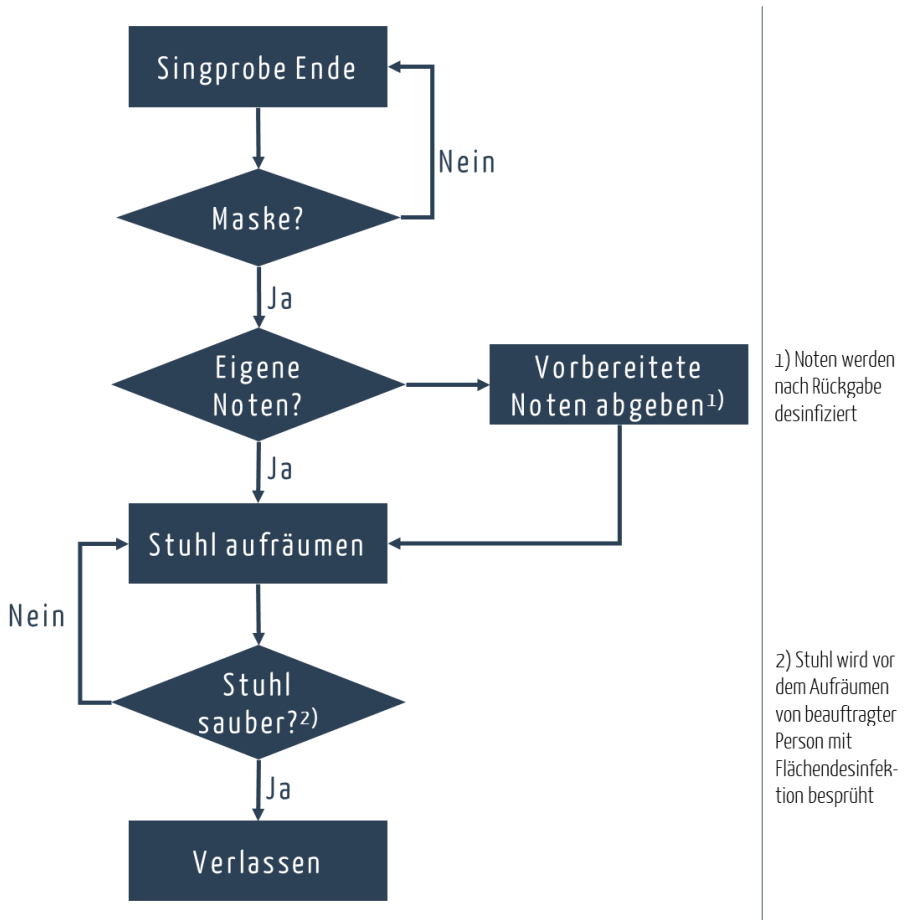 Singprobe Ende
Nein
Maske?
Ja
Eigene
Noten?
Vorbereitete
Noten abgeben¹⁾
1) Noten werden
nach Rückgabe
desinfiziert
Ja
Stuhl aufräumen
Nein
Stuhl
sauber?²⁾
2) Stuhl wird vor
dem Aufräumen
von beauftragter
Person mit
Flächendesinfek-
tion besprüht
Ja
Verlassen